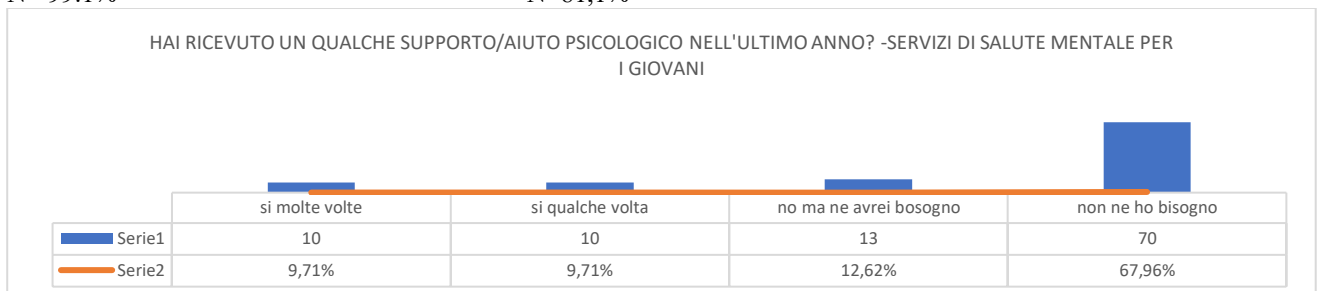 HAI RICEVUTO UN QUALCHE SUPPORTO/AIUTO PSICOLOGICO NELL'ULTIMO ANNO? -SERVIZI DI SALUTE MENTALE PER
I GIOVANI
si molte volte si qualche volta no ma ne avrei bosogno non ne ho bisogno
Serie1 10 10 13 70
Serie2 9,71% 9,71% 12,62% 67,96%